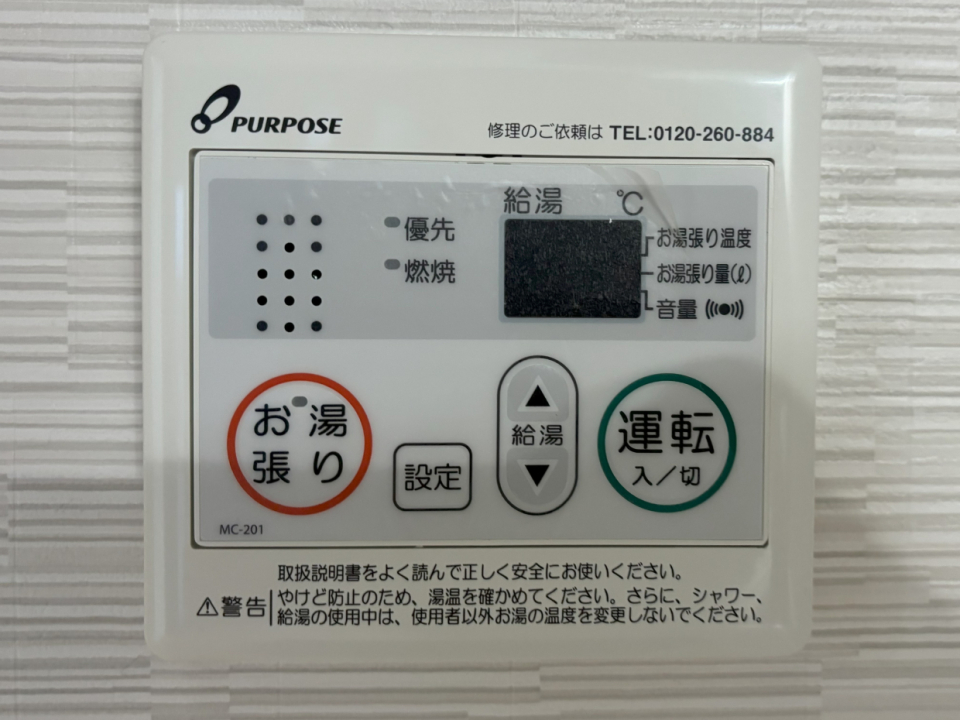 PURPOSE
修理のご依頼は TEL:0120-260-884
給湯 ℃
優先
燃焼
お湯張り温度
お湯張り量(ℓ)
音量
お湯
張り
設定
▲
給湯
▼
運転
入/切
MC-201
取扱説明書をよく読んで正しく安全にお使いください。
⚠警告
やけど防止のため、湯温を確かめてください。さらに、シャワー、
給湯の使用中は、使用者以外お湯の温度を変更しないでください。